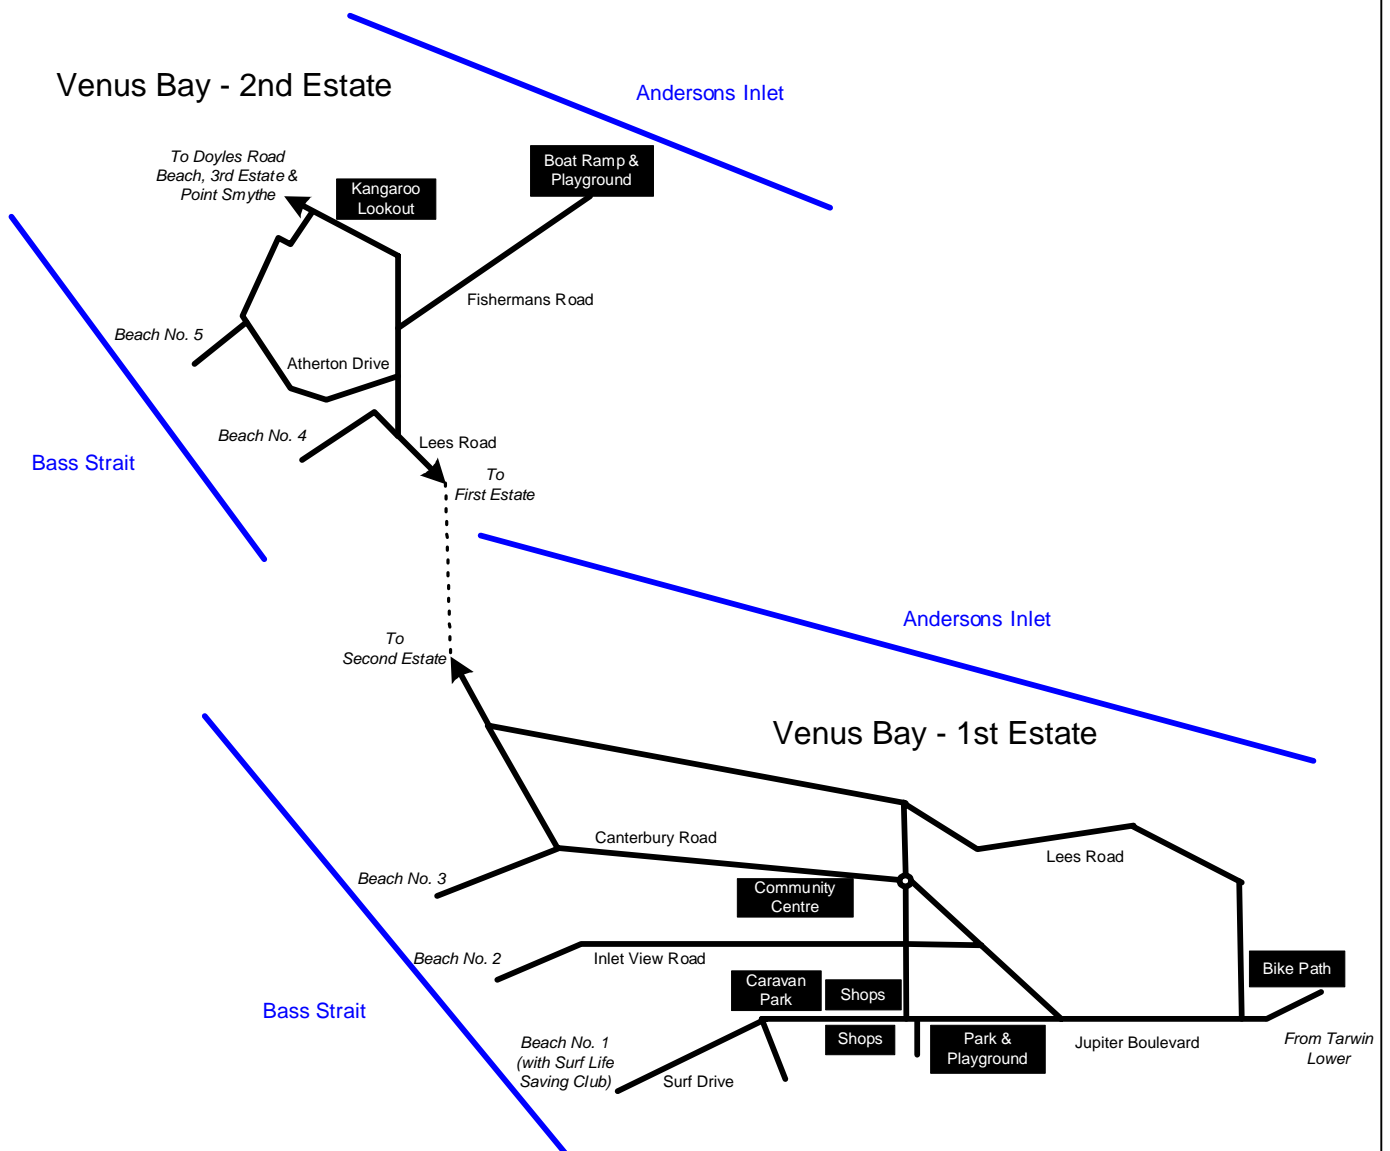 Venus Bay - 2nd Estate
Andersons Inlet
To Doyles Road
Beach, 3rd Estate &
Point Smythe
Kangaroo
Lookout
Boat Ramp &
Playground
Fishermans Road
Beach No. 5
Atherton Drive
Beach No. 4
Lees Road
Bass Strait
To
First Estate
Andersons Inlet
To
Second Estate
Venus Bay - 1st Estate
Canterbury Road
Lees Road
Beach No. 3
Community
Centre
Beach No. 2
Inlet View Road
Bike Path
Caravan
Park
Shops
Bass Strait
Shops
Park &
Playground
Jupiter Boulevard
From Tarwin
Lower
Beach No. 1
(with Surf Life
Saving Club)
Surf Drive